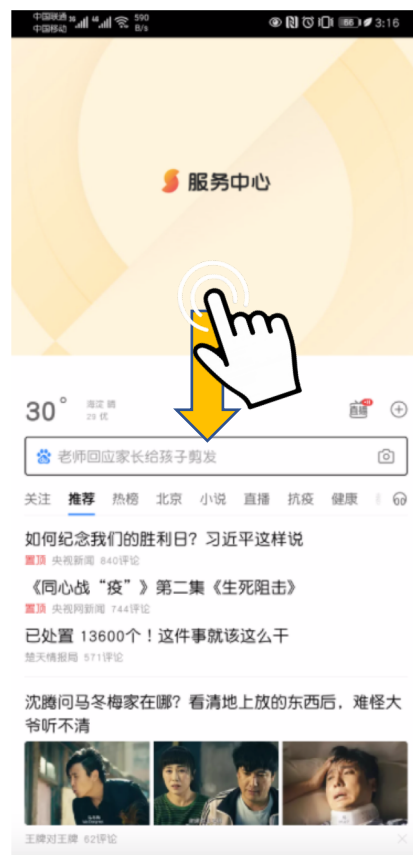 中国联通 3G 4G 590
中国移动 B/s 66 3:16
服务中心
30° 海淀 晴
29 优
直播
老师回应家长给孩子剪发
关注 推荐 热榜 北京 小说 直播 抗疫 健康
如何纪念我们的胜利日？习近平这样说
置顶 央视新闻 840评论
《同心战“疫”》第二集《生死阻击》
置顶 央视网新闻 744评论
已处置 13600个！这件事就该这么干
楚天情报局 571评论
沈腾问马冬梅家在哪？看清地上放的东西后，难怪大
爷听不清
王牌对王牌 62评论